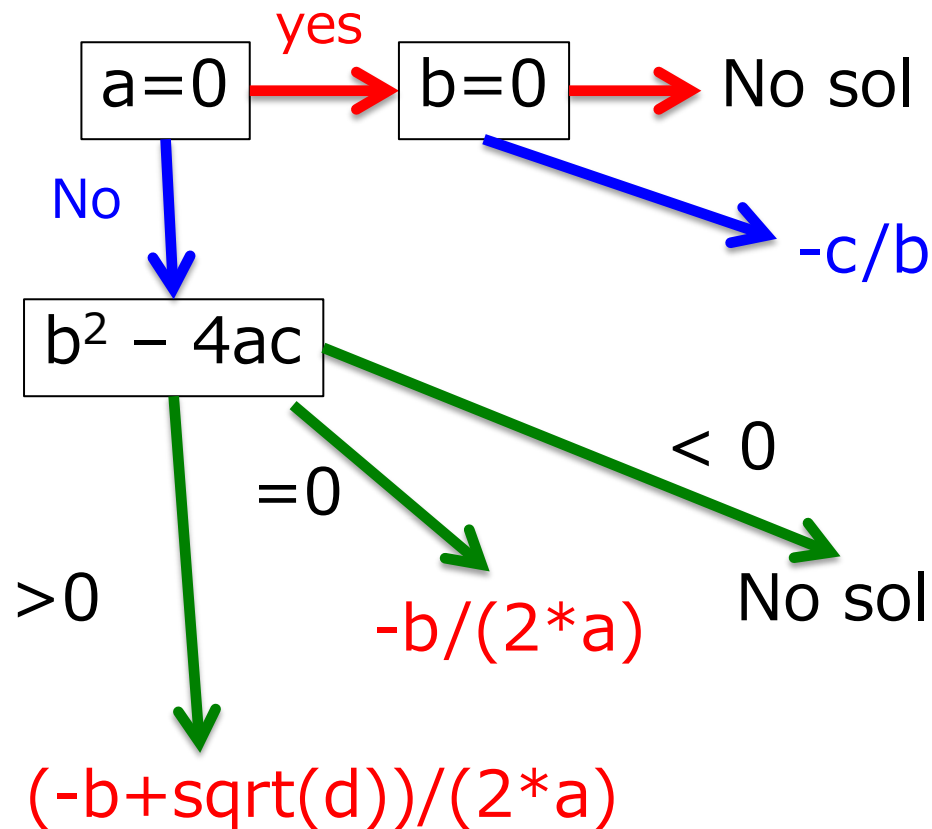 yes
a=0
b=0
No sol
No
-c/b
b² – 4ac
< 0
=0
>0
No sol
-b/(2*a)
(-b+sqrt(d))/(2*a)